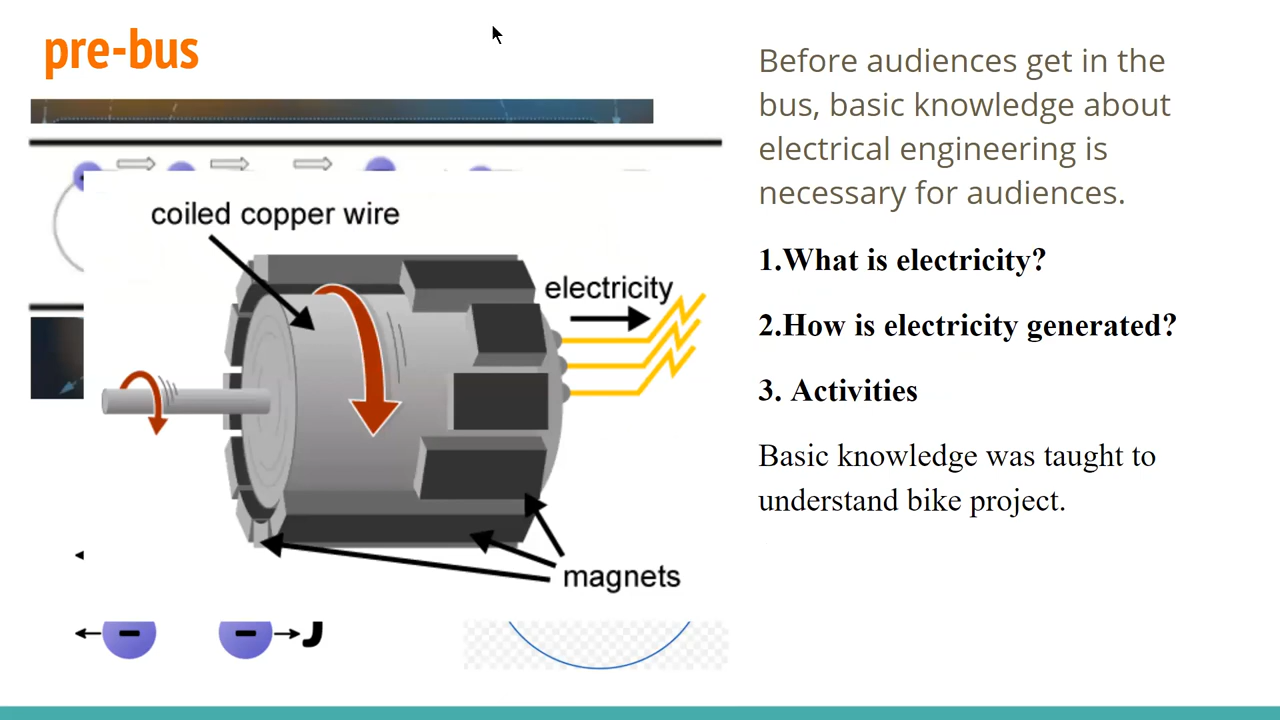 pre-bus
Before audiences get in the
bus, basic knowledge about
electrical engineering is
necessary for audiences.
1.What is electricity?
2.How is electricity generated?
3. Activities
Basic knowledge was taught to
understand bike project.
coiled copper wire
electricity
magnets